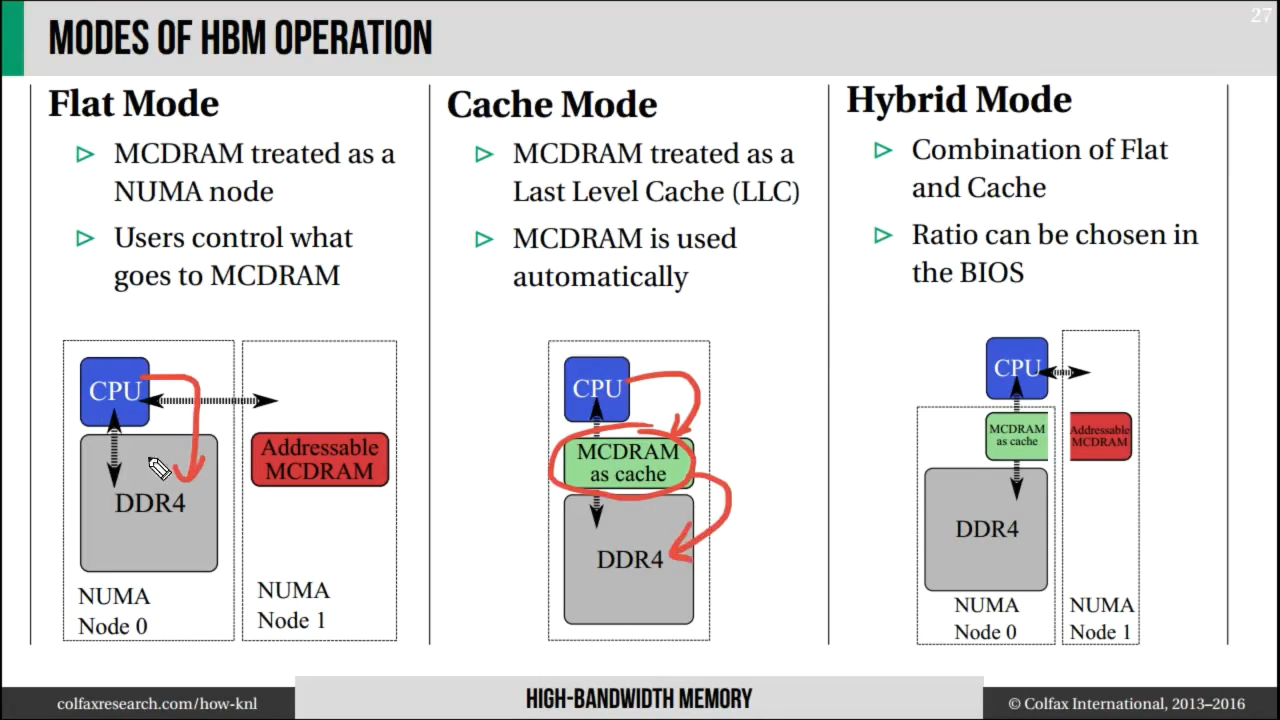 27
MODES OF HBM OPERATION
Flat Mode
MCDRAM treated as a
NUMA node
Users control what
goes to MCDRAM
CPU
DDR4
Addressable
MCDRAM
NUMA
Node 0
NUMA
Node 1
Cache Mode
MCDRAM treated as a
Last Level Cache (LLC)
MCDRAM is used
automatically
CPU
MCDRAM
as cache
DDR4
Hybrid Mode
Combination of Flat
and Cache
Ratio can be chosen in
the BIOS
CPU
MCDRAM
as cache
Addressable
MCDRAM
DDR4
NUMA
Node 0
NUMA
Node 1
colfaxresearch.com/how-knl
HIGH-BANDWIDTH MEMORY
© Colfax International, 2013–2016